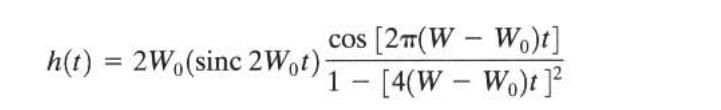 h(t) = 2W₀(sinc 2W₀t) cos [2π(W − W₀)t] / 1 − [4(W − W₀)t]²